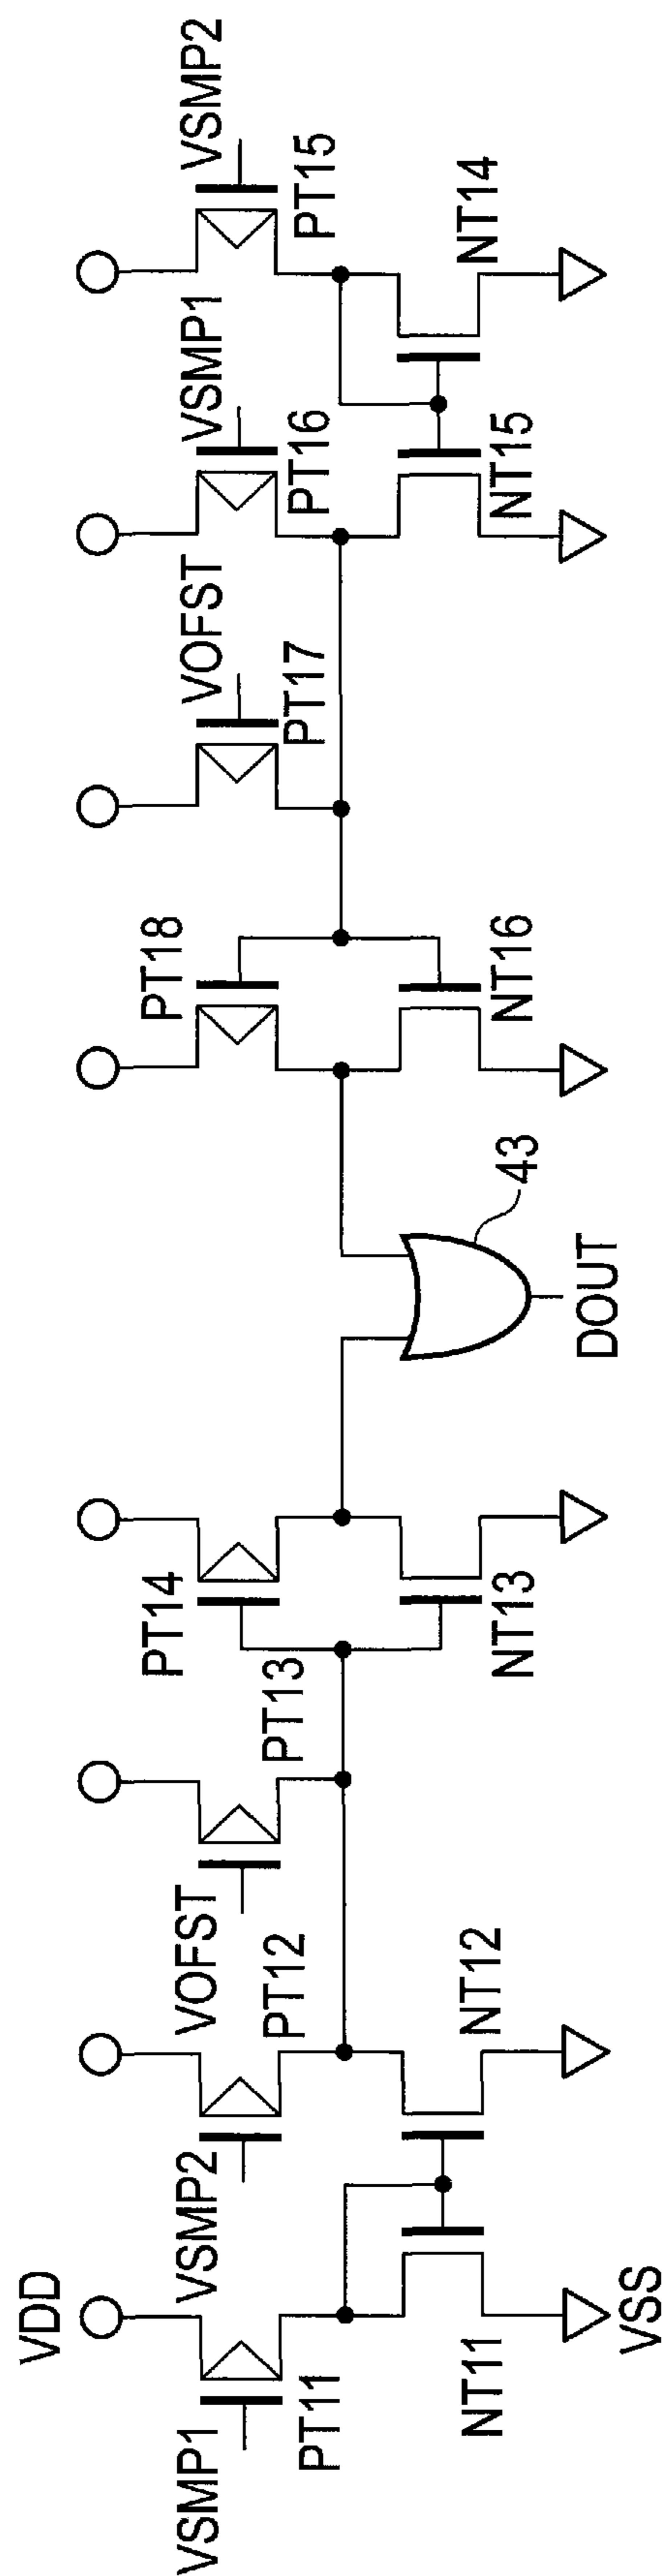 VDD
VSMP1
PT11
NT11
VSS
VSMP2
PT12
NT12
VOFST
PT13
PT14
NT13
DOUT
43
PT18
NT16
VOFST
PT17
VSMP1
PT16
NT15
VSMP2
PT15
NT14